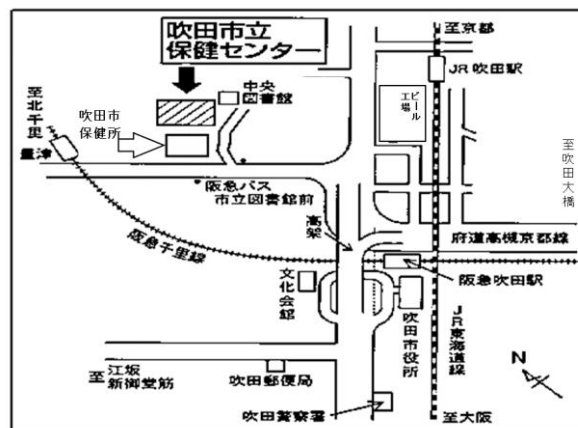 吹田市立
保健センター
至京都
JR吹田駅
中央
図書館
ビール
工場
至北千里
吹田市
保健所
豊津
至吹田大橋
阪急バス
市立図書館前
高架
府道高槻京都線
阪急千里線
阪急吹田駅
文化会館
吹田市役所
JR東海道線
N
至
江坂
新御堂筋
吹田郵便局
吹田警察署
至大阪